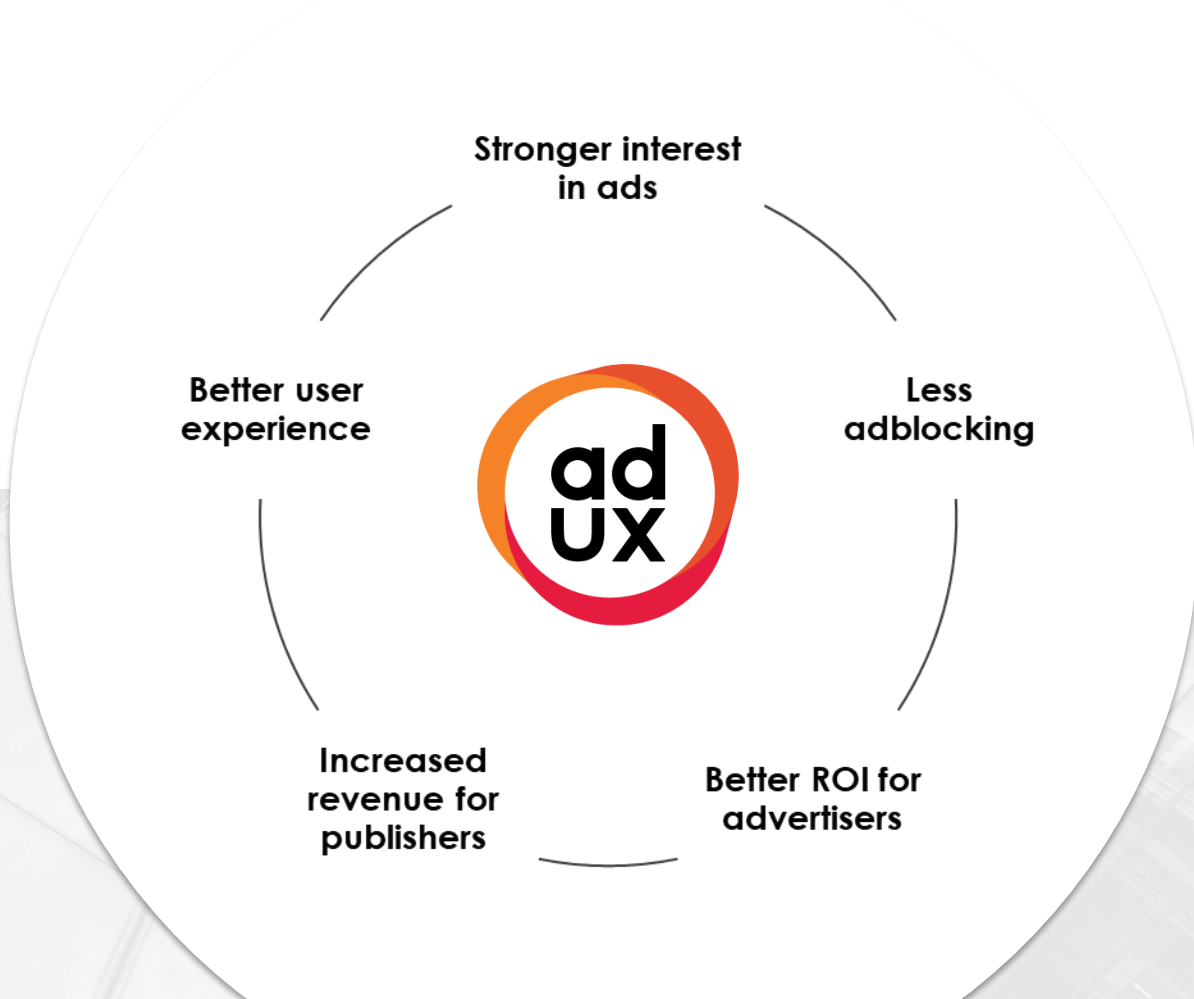 Stronger interest
in ads
Better user
experience
Less
adblocking
ad
ux
Increased
revenue for
publishers
Better ROI for
advertisers